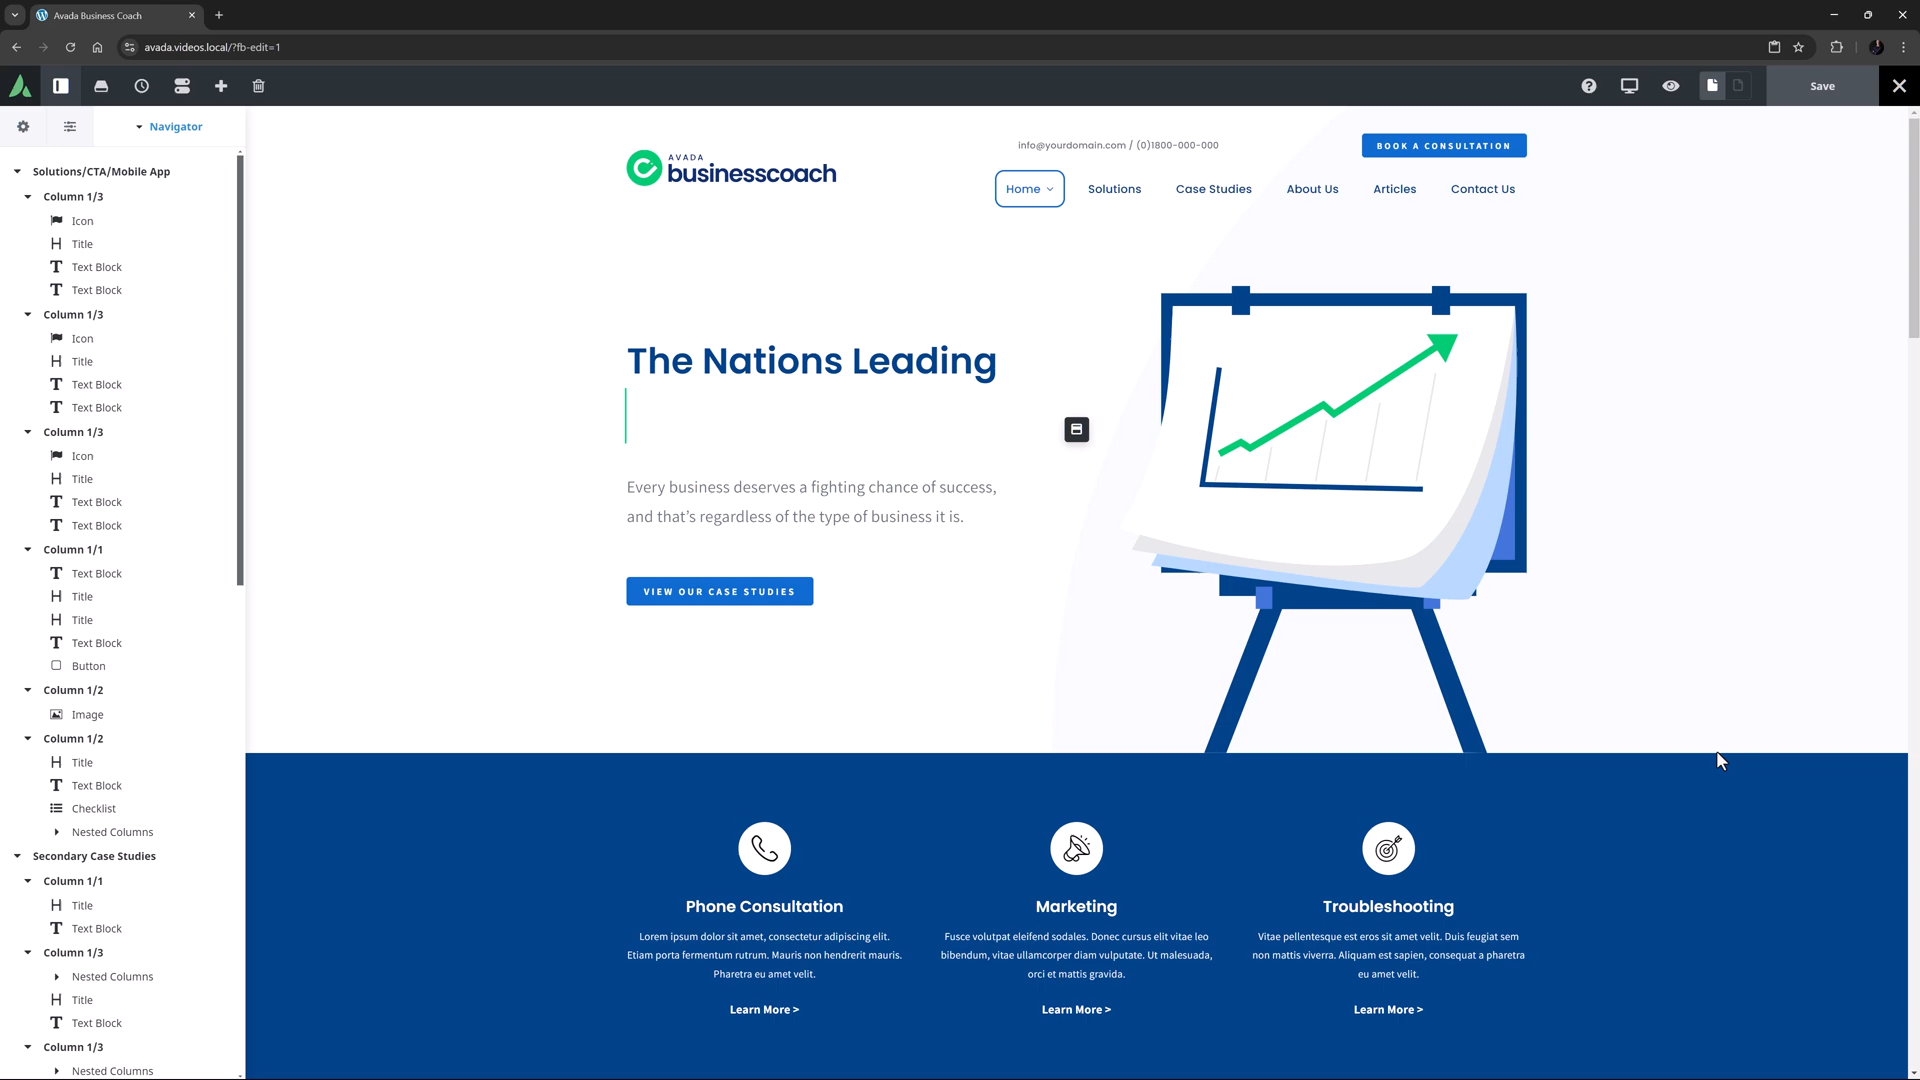 Avada Business Coach
avada.videos.local/?fb-edit=1
Save
Navigator
Solutions/CTA/Mobile App
Column 1/3
Icon
Title
Text Block
Text Block
Column 1/3
Icon
Title
Text Block
Text Block
Column 1/3
Icon
Title
Text Block
Text Block
Column 1/1
Text Block
Title
Title
Text Block
Button
Column 1/2
Image
Column 1/2
Title
Text Block
Checklist
Nested Columns
Secondary Case Studies
Column 1/1
Title
Text Block
Column 1/3
Nested Columns
Title
Text Block
Column 1/3
Nested Columns
AVADA
businesscoach
info@yourdomain.com / (0)1800-000-000
BOOK A CONSULTATION
Home
Solutions
Case Studies
About Us
Articles
Contact Us
The Nations Leading
Every business deserves a fighting chance of success,
and that’s regardless of the type of business it is.
VIEW OUR CASE STUDIES
Phone Consultation
Lorem ipsum dolor sit amet, consectetur adipiscing elit.
Etiam porta fermentum rutrum. Mauris non hendrerit mauris.
Pharetra eu amet velit.
Learn More >
Marketing
Fusce volutpat eleifend sodales. Donec cursus elit vitae leo
bibendum, vitae ullamcorper diam vulputate. Ut malesuada,
orci et mattis gravida.
Learn More >
Troubleshooting
Vitae pellentesque est eros sit amet velit. Duis feugiat sem
non mattis viverra. Aliquam est sapien, consequat a pharetra
eu amet velit.
Learn More >